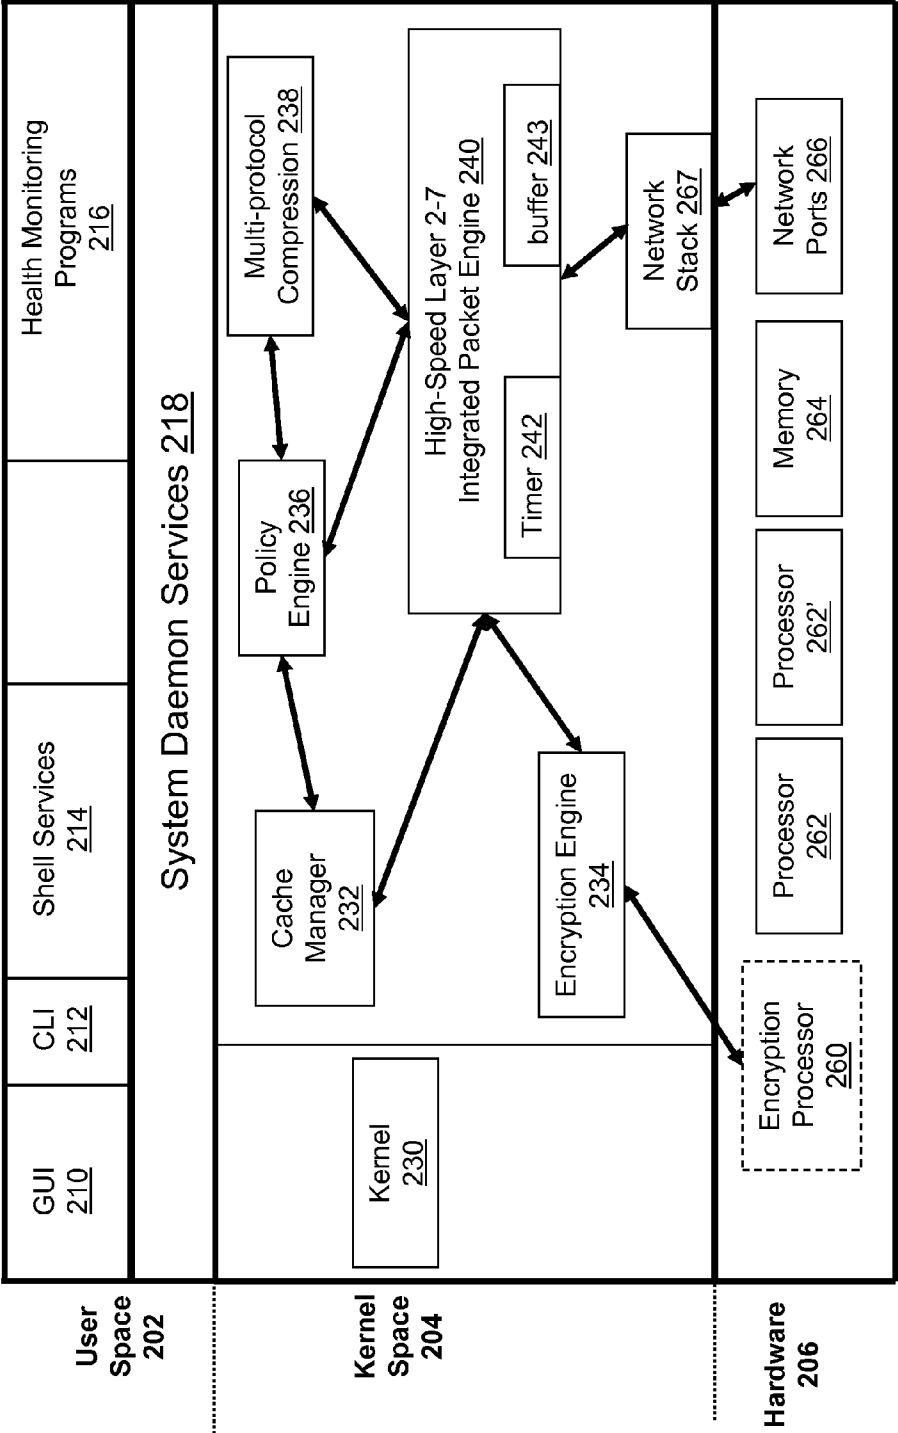 User
Space 202
GUI
210
CLI
212
Shell Services
214
Health Monitoring
Programs
216
System Daemon Services 218
Kernel
Space 204
Kernel
230
Cache
Manager
232
Policy
Engine 236
Multi-protocol
Compression 238
High-Speed Layer 2-7
Integrated Packet Engine 240
Timer 242
buffer 243
Encryption Engine
234
Network
Stack 267
Hardware
206
Encryption
Processor
260
Processor
262
Processor
262'
Memory
264
Network
Ports 266